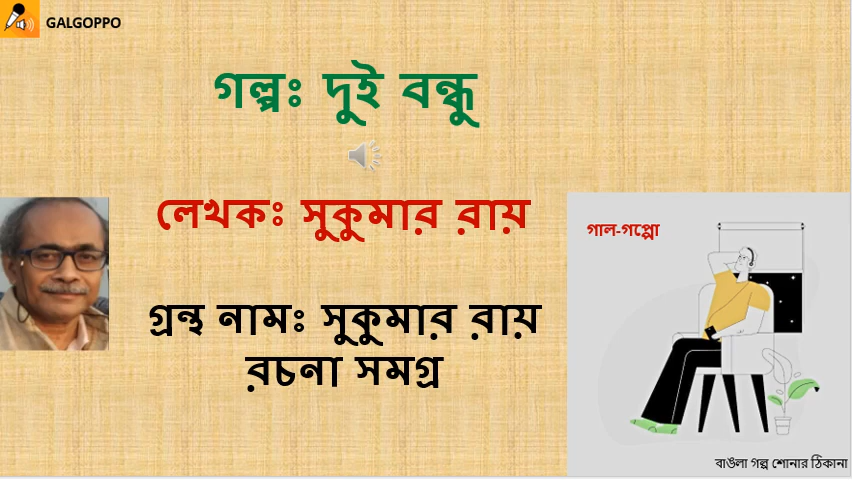 GALGOPPO
গল্পঃ দুই বন্ধু
লেখকঃ সুকুমার রায়
গাল-গপ্পো
গ্রন্থ নামঃ সুকুমার রায়
রচনা সমগ্র
বাঙলা গল্প শোনার ঠিকানা